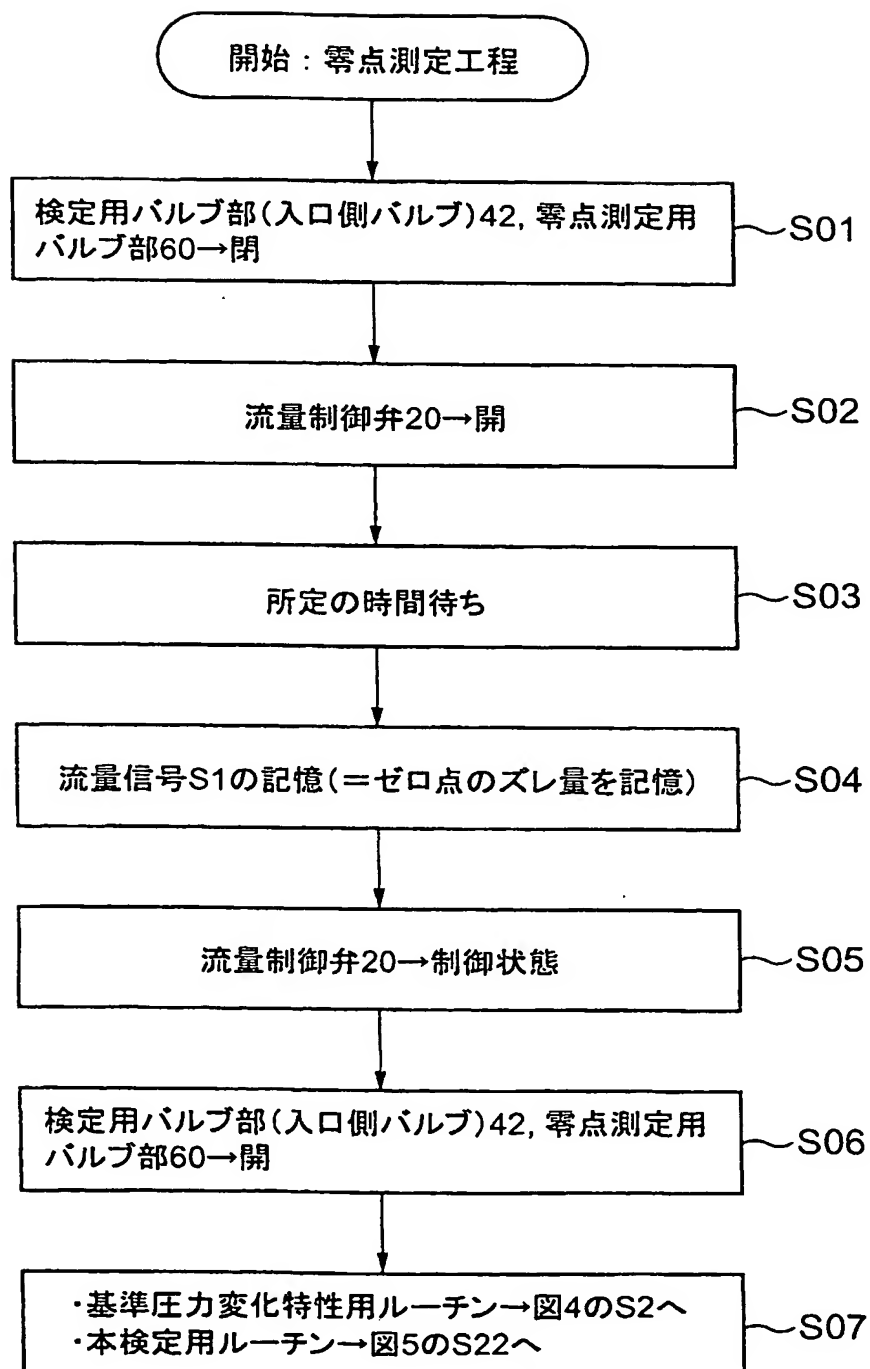 開始：零点測定工程
検定用バルブ部(入口側バルブ)42, 零点測定用
バルブ部60→閉
S01
流量制御弁20→開
S02
所定の時間待ち
S03
流量信号S1の記憶(＝ゼロ点のズレ量を記憶)
S04
流量制御弁20→制御状態
S05
検定用バルブ部(入口側バルブ)42, 零点測定用
バルブ部60→開
S06
・基準圧力変化特性用ルーチン→図4のS2へ
・本検定用ルーチン→図5のS22へ
S07